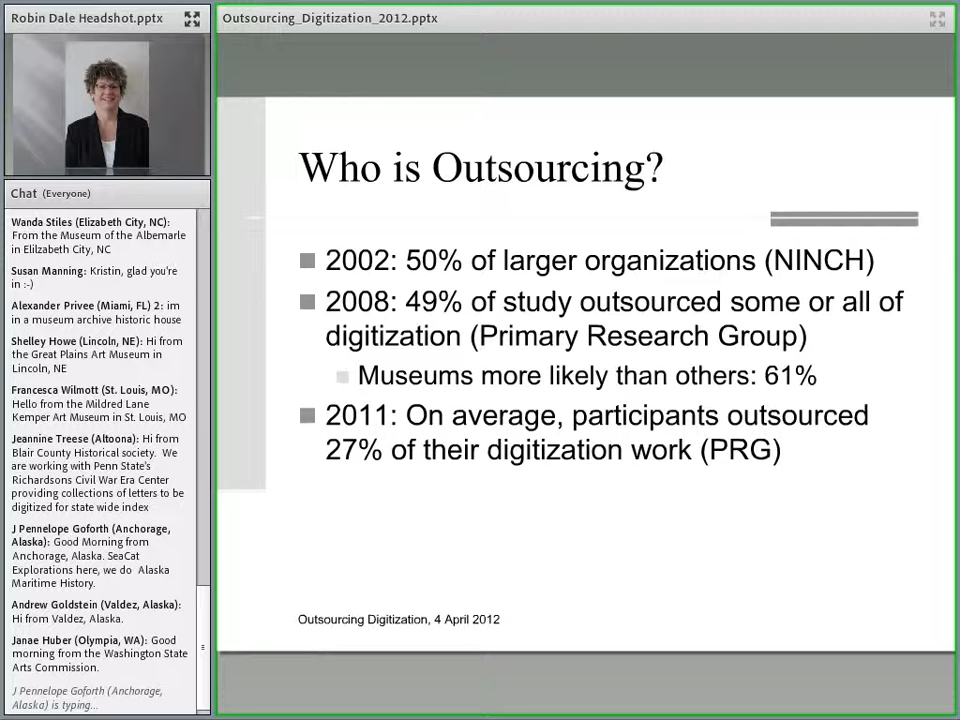 Robin Dale Headshot.pptx
Chat (Everyone)
Wanda Stiles (Elizabeth City, NC):
From the Museum of the Albemarle
in Elilzabeth City, NC
Susan Manning: Kristin, glad you're
in :-)
Alexander Privee (Miami, FL) 2: im
in a museum archive historic house
Shelley Howe (Lincoln, NE): Hi from
the Great Plains Art Museum in
Lincoln, NE
Francesca Wilmott (St. Louis, MO):
Hello from the Mildred Lane
Kemper Art Museum in St. Louis, MO
Jeannine Treese (Altoona): Hi from
Blair County Historical society. We
are working with Penn State's
Richardsons Civil War Era Center
providing collections of letters to be
digitized for state wide index
J Pennelope Goforth (Anchorage,
Alaska): Good Morning from
Anchorage, Alaska. SeaCat
Explorations here, we do Alaska
Maritime History.
Andrew Goldstein (Valdez, Alaska):
Hi from Valdez, Alaska.
Janae Huber (Olympia, WA): Good
morning from the Washington State
Arts Commission.
J Pennelope Goforth (Anchorage,
Alaska) is typing...
Outsourcing_Digitization_2012.pptx
Who is Outsourcing?
2002: 50% of larger organizations (NINCH)
2008: 49% of study outsourced some or all of
digitization (Primary Research Group)
Museums more likely than others: 61%
2011: On average, participants outsourced
27% of their digitization work (PRG)
Outsourcing Digitization, 4 April 2012